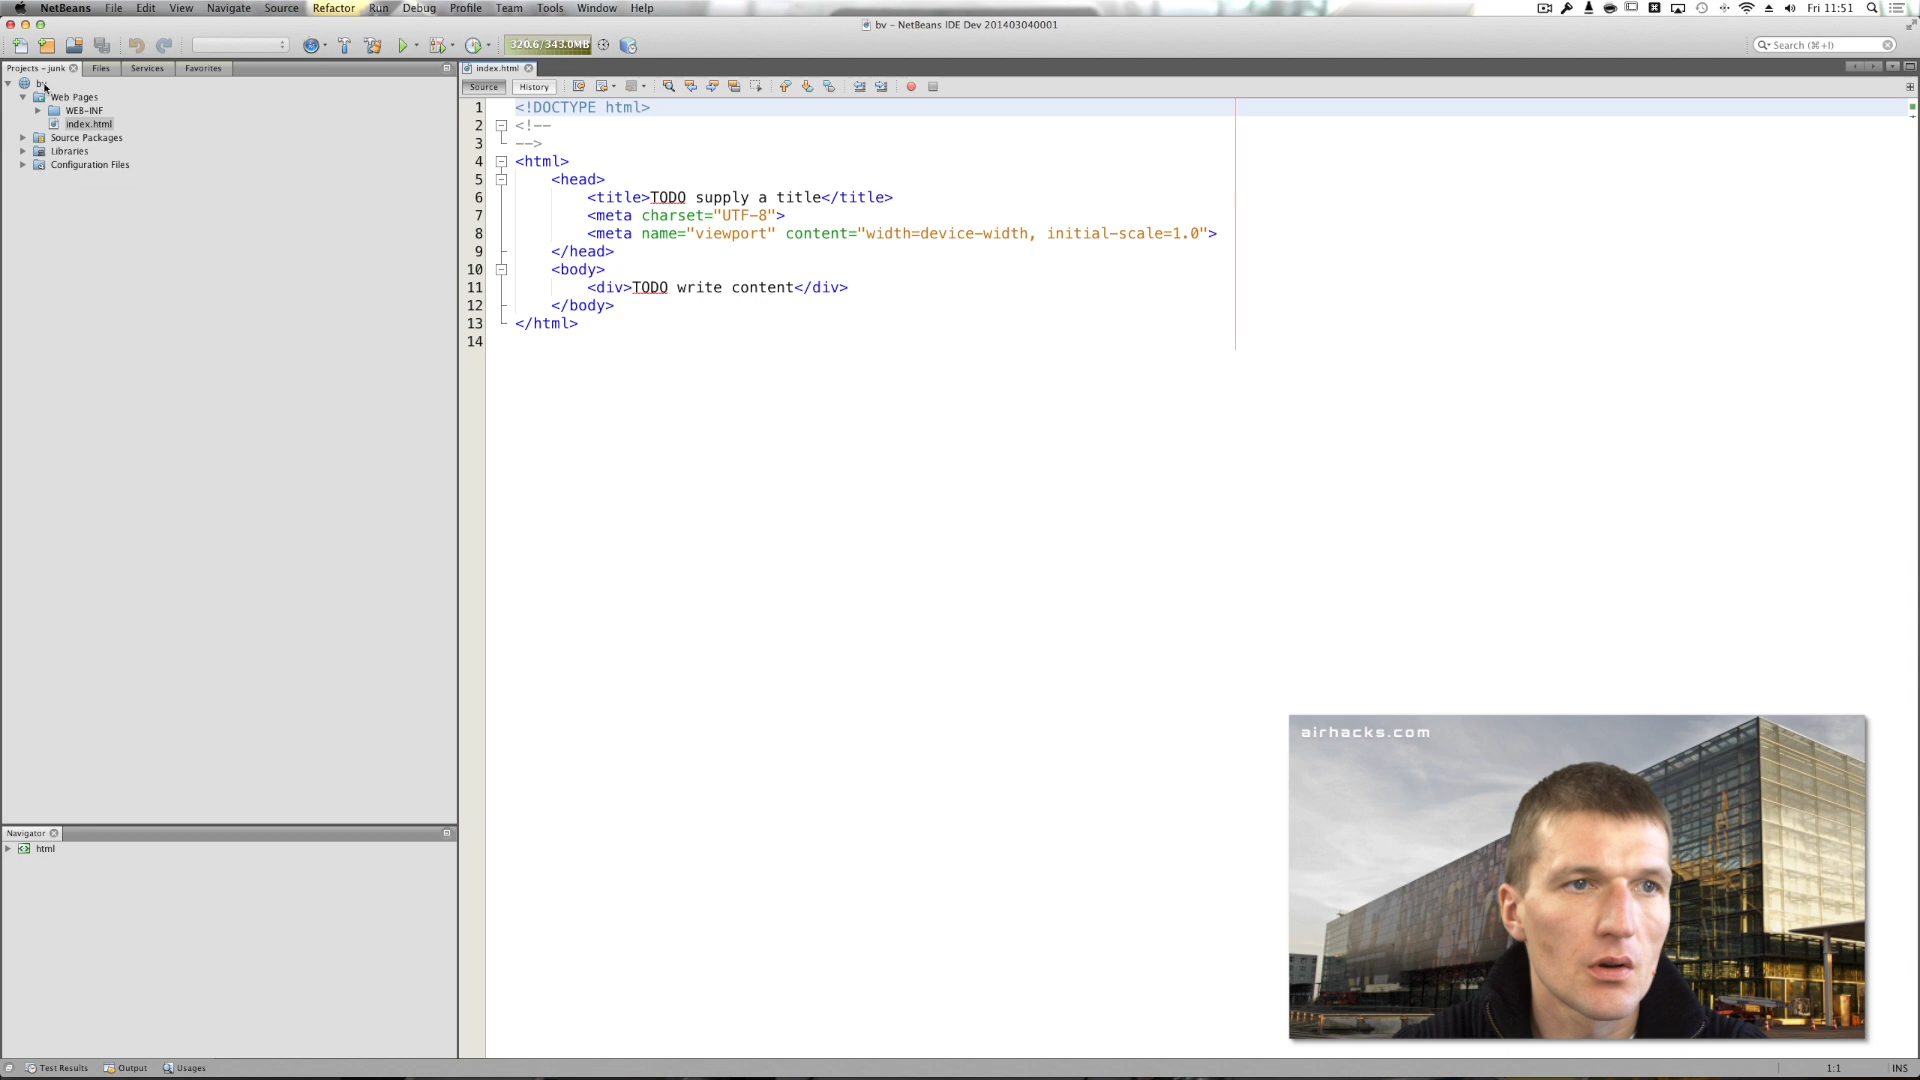 NetBeans File Edit View Navigate Source Refactor Run Debug Profile Team Tools Window Help Fri 11:51
bv - NetBeans IDE Dev 201403040001
320.6/343.0MB Search (⌘+I)
Projects - junk Files Services Favorites index.html
bv
Source History
Web Pages
WEB-INF
index.html
Source Packages
Libraries
Configuration Files
1 <!DOCTYPE html>
2 <!--
3 -->
4 <html>
5 <head>
6 <title>TODO supply a title</title>
7 <meta charset="UTF-8">
8 <meta name="viewport" content="width=device-width, initial-scale=1.0">
9 </head>
10 <body>
11 <div>TODO write content</div>
12 </body>
13 </html>
14
airhacks.com
Navigator
html
Test Results Output Usages 1:1 INS